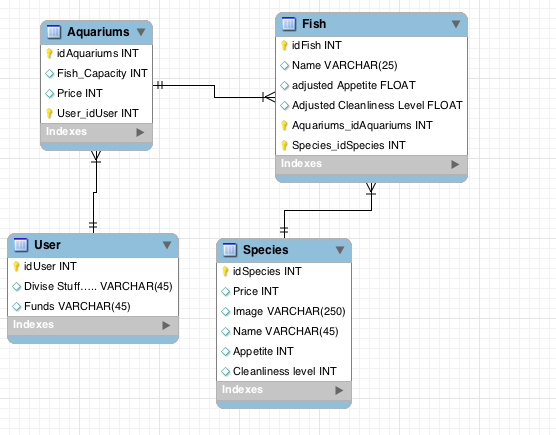 Aquariums
idAquariums INT
Fish_Capacity INT
Price INT
User_idUser INT
Indexes
Fish
idFish INT
Name VARCHAR(25)
adjusted Appetite FLOAT
Adjusted Cleanliness Level FLOAT
Aquariums_idAquariums INT
Species_idSpecies INT
Indexes
User
idUser INT
Divise Stuff..... VARCHAR(45)
Funds VARCHAR(45)
Indexes
Species
idSpecies INT
Price INT
Image VARCHAR(250)
Name VARCHAR(45)
Appetite INT
Cleanliness level INT
Indexes